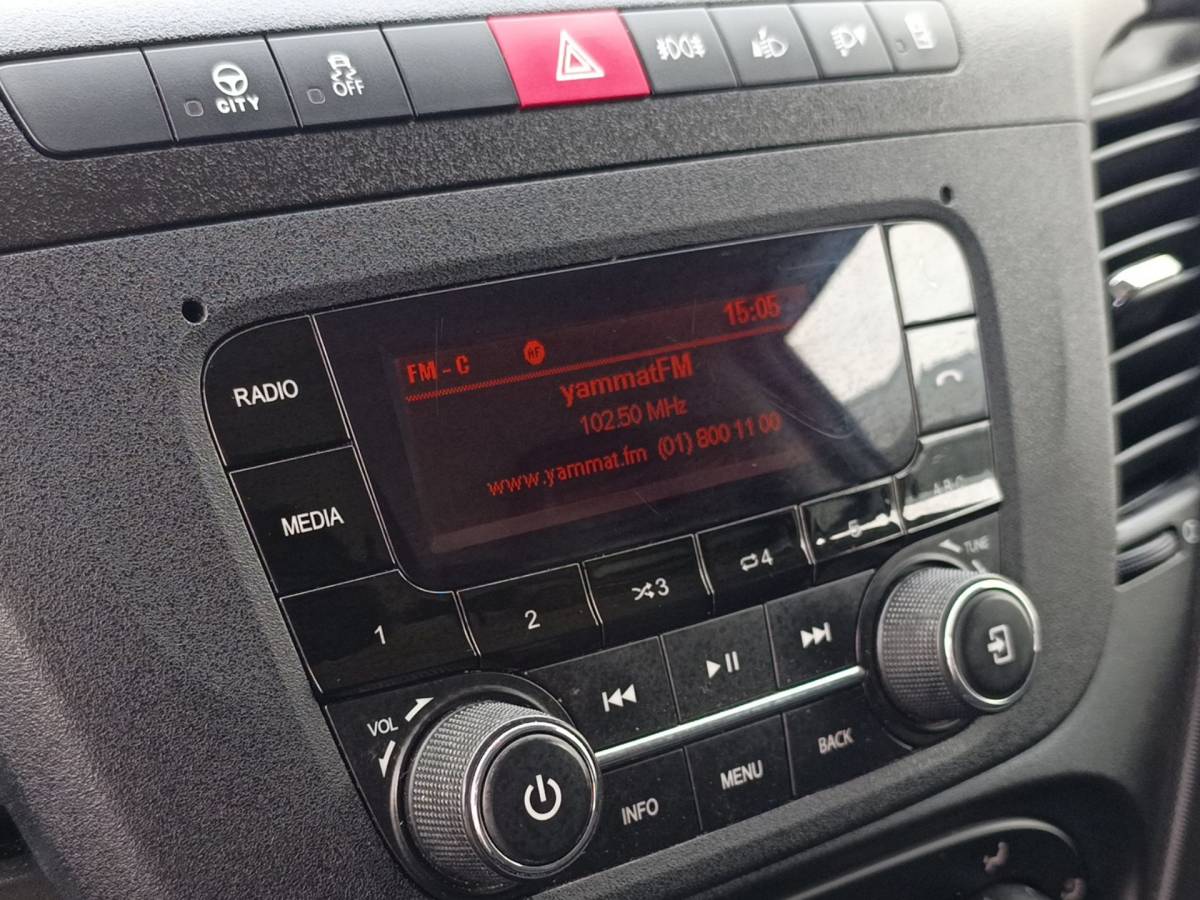 CITY
OFF
15:05
FM - C AF
yammatFM
102.50 MHz
www.yammat.fm (01) 800 11 00
RADIO
MEDIA
1
2
3
4
5
ABC
TUNE
VOL
INFO
MENU
BACK